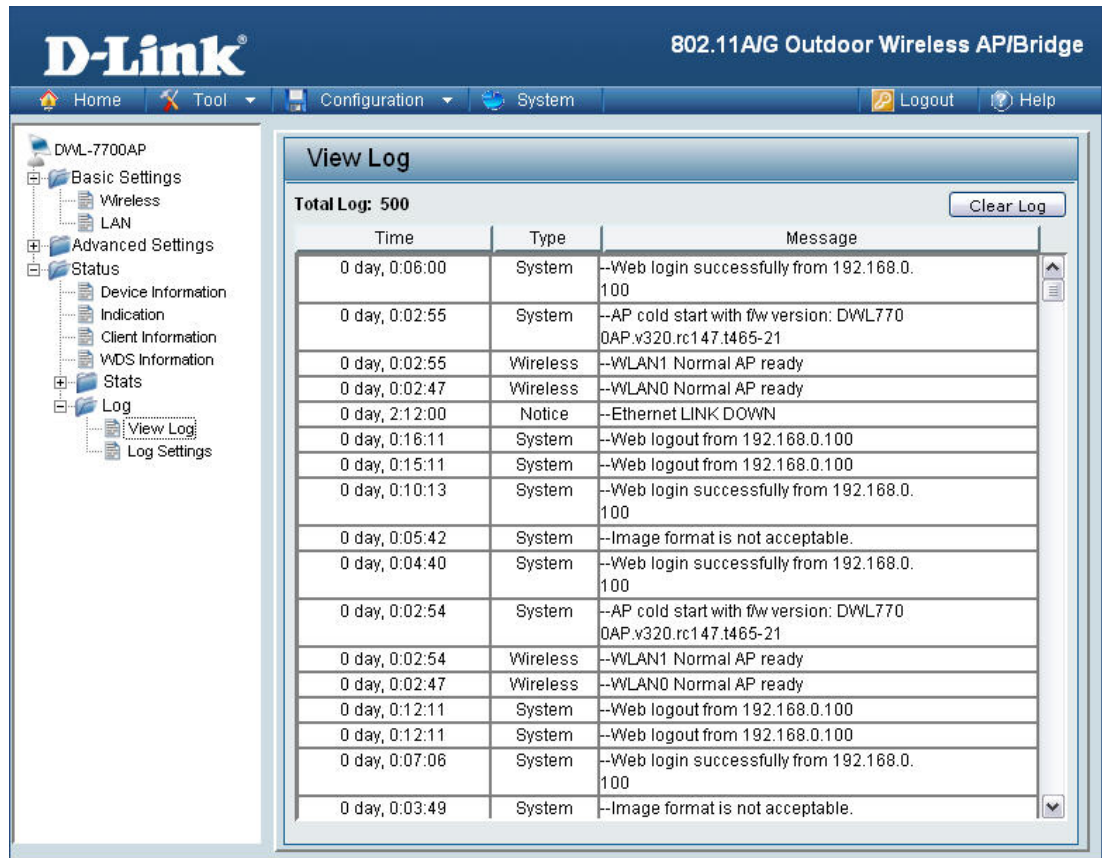 D-Link®
802.11A/G Outdoor Wireless AP/Bridge
Home Tool Configuration System Logout Help
DWL-7700AP
Basic Settings
Wireless
LAN
Advanced Settings
Status
Device Information
Indication
Client Information
WDS Information
Stats
Log
View Log
Log Settings
View Log
Total Log: 500 Clear Log
Time Type Message
0 day, 0:06:00 System --Web login successfully from 192.168.0.
100
0 day, 0:02:55 System --AP cold start with f/w version: DWL770
0AP.v320.rc147.t465-21
0 day, 0:02:55 Wireless --WLAN1 Normal AP ready
0 day, 0:02:47 Wireless --WLAN0 Normal AP ready
0 day, 2:12:00 Notice --Ethernet LINK DOWN
0 day, 0:16:11 System --Web logout from 192.168.0.100
0 day, 0:15:11 System --Web logout from 192.168.0.100
0 day, 0:10:13 System --Web login successfully from 192.168.0.
100
0 day, 0:05:42 System --Image format is not acceptable.
0 day, 0:04:40 System --Web login successfully from 192.168.0.
100
0 day, 0:02:54 System --AP cold start with f/w version: DWL770
0AP.v320.rc147.t465-21
0 day, 0:02:54 Wireless --WLAN1 Normal AP ready
0 day, 0:02:47 Wireless --WLAN0 Normal AP ready
0 day, 0:12:11 System --Web logout from 192.168.0.100
0 day, 0:12:11 System --Web logout from 192.168.0.100
0 day, 0:07:06 System --Web login successfully from 192.168.0.
100
0 day, 0:03:49 System --Image format is not acceptable.